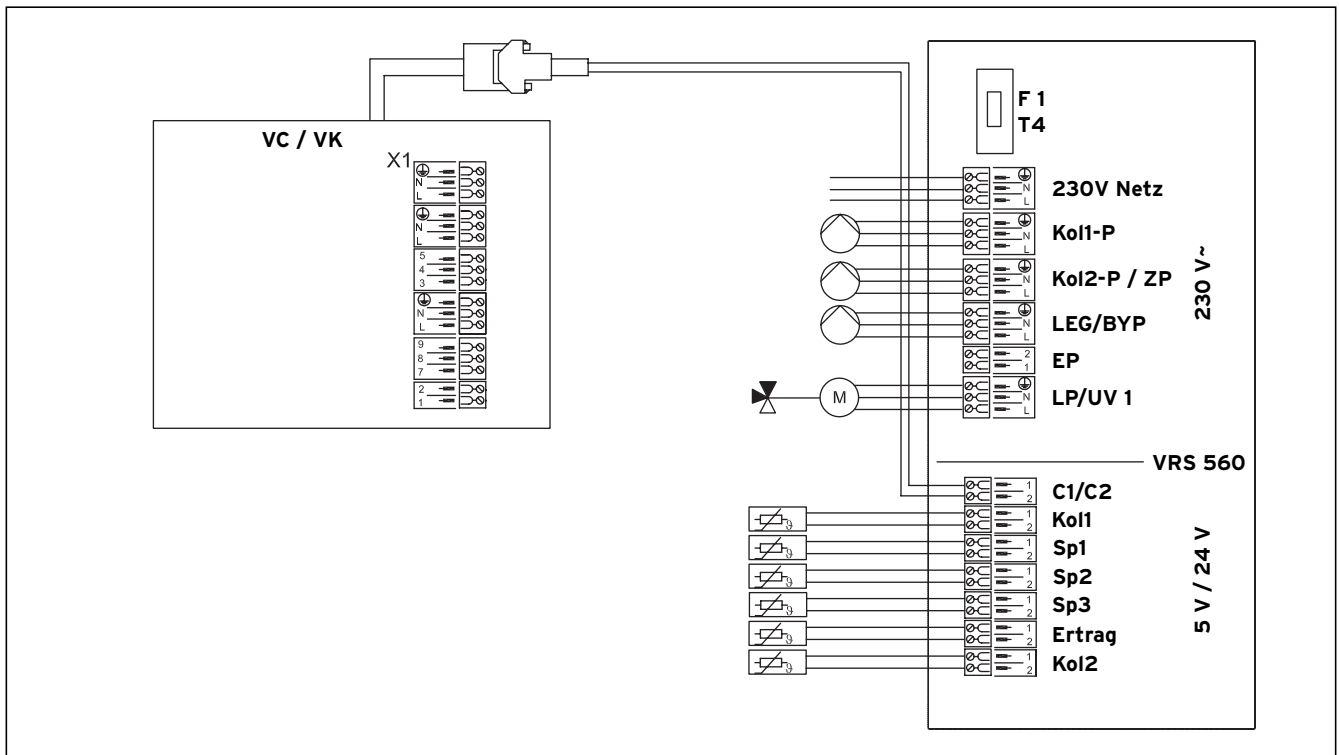 VC / VK
X1
N
L
N
L
5
4
3
N
L
9
8
7
2
1
F 1
T4
N
L
230V Netz
N
L
Kol1-P
N
L
Kol2-P / ZP
N
L
LEG/BYP
2
1
EP
N
L
LP/UV 1
M
230 V~
VRS 560
1
2
C1/C2
ϑ
1
2
Kol1
ϑ
1
2
Sp1
ϑ
1
2
Sp2
ϑ
1
2
Sp3
ϑ
1
2
Ertrag
ϑ
1
2
Kol2
5 V / 24 V